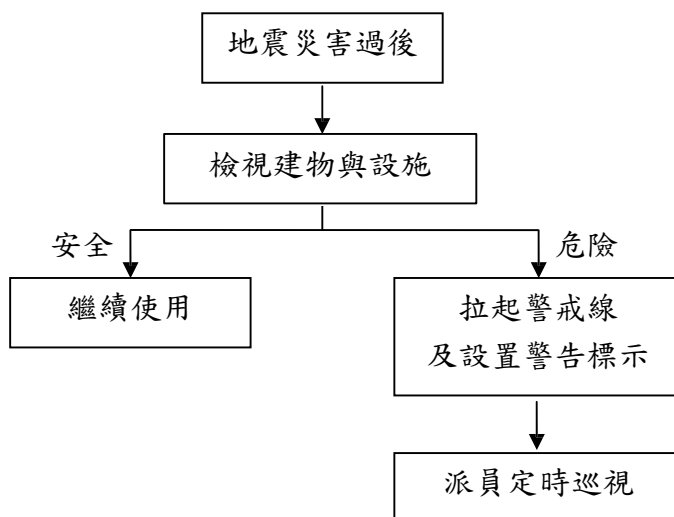 地震災害過後
檢視建物與設施
安全
危險
繼續使用
拉起警戒線
及設置警告標示
派員定時巡視